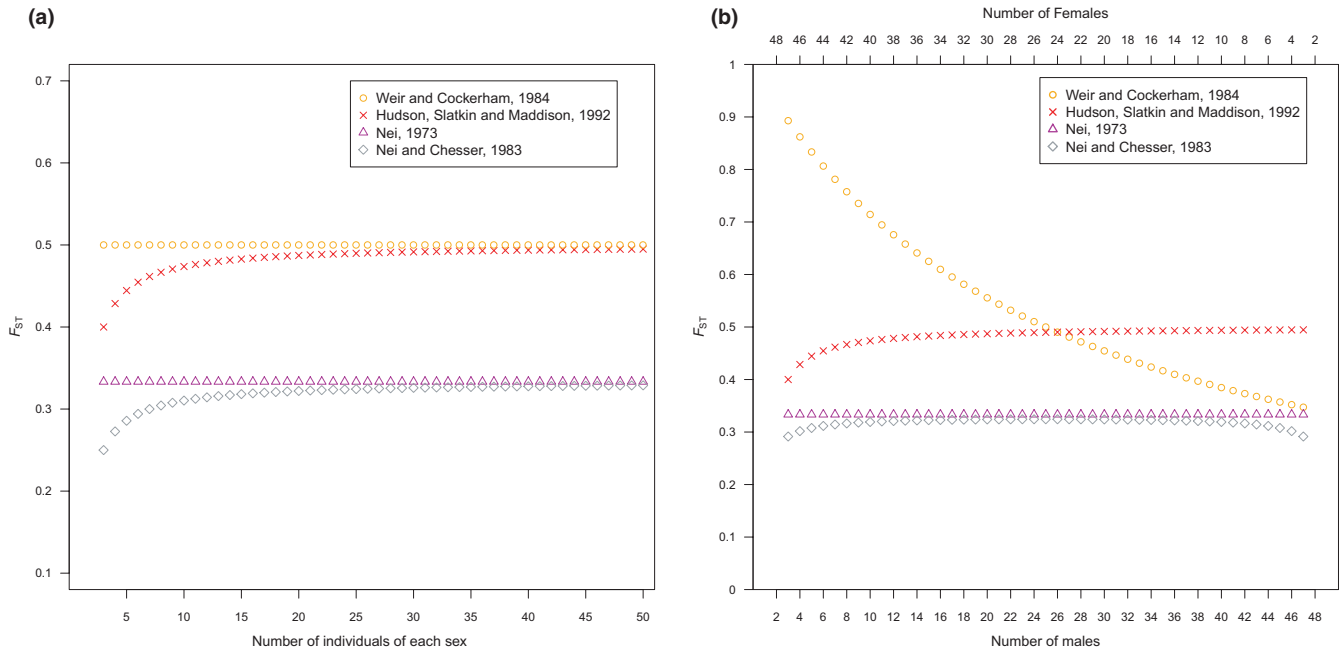 (a)
0.7
0.6
0.5
0.4
0.3
0.2
0.1
FST
Weir and Cockerham, 1984
Hudson, Slatkin and Maddison, 1992
Nei, 1973
Nei and Chesser, 1983
5 10 15 20 25 30 35 40 45 50
Number of individuals of each sex
(b)
Number of Females
48 46 44 42 40 38 36 34 32 30 28 26 24 22 20 18 16 14 12 10 8 6 4 2
1
0.9
0.8
0.7
0.6
0.5
0.4
0.3
0.2
0.1
0
FST
Weir and Cockerham, 1984
Hudson, Slatkin and Maddison, 1992
Nei, 1973
Nei and Chesser, 1983
2 4 6 8 10 12 14 16 18 20 22 24 26 28 30 32 34 36 38 40 42 44 46 48
Number of males